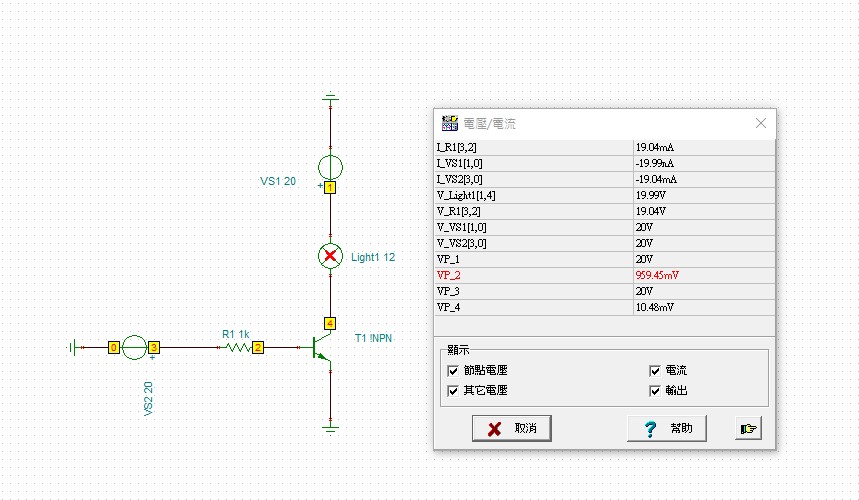 電壓/電流
I_R1[3,2] 19.04mA
I_VS1[1,0] -19.99nA
I_VS2[3,0] -19.04mA
V_Light1[1,4] 19.99V
V_R1[3,2] 19.04V
V_VS1[1,0] 20V
V_VS2[3,0] 20V
VP_1 20V
VP_2 959.45mV
VP_3 20V
VP_4 10.48mV
顯示
節點電壓 電流
其它電壓 輸出
取消 ? 幫助
VS1 20
+ 1
Light1 12
4
T1 !NPN
R1 1k
0 3 2
+
VS2 20